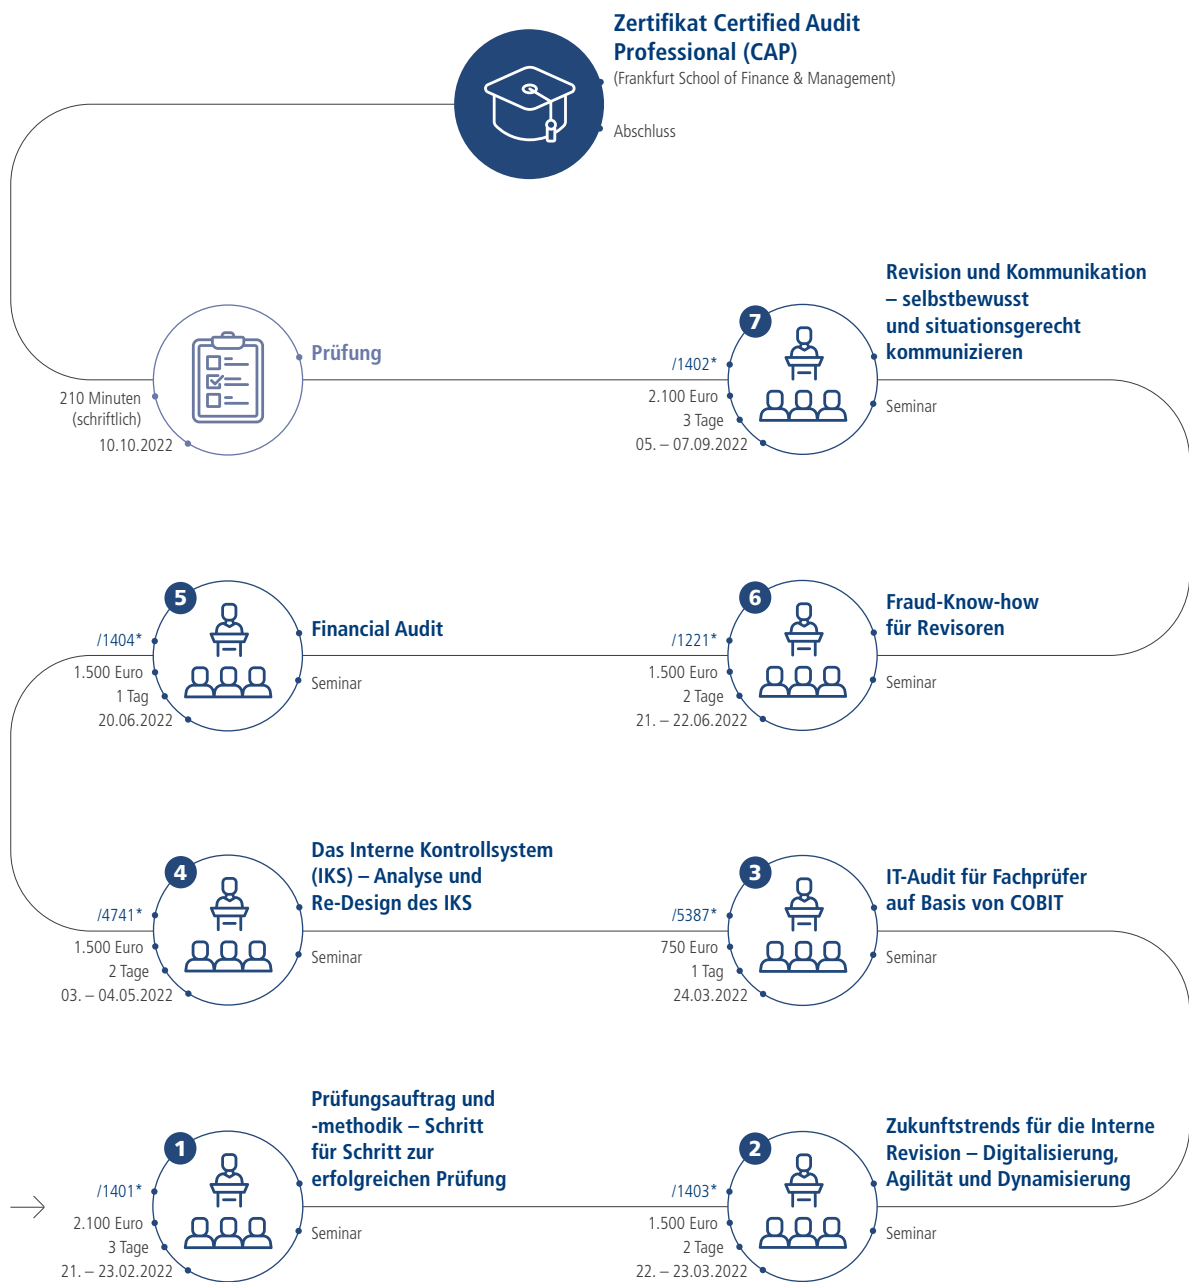 Zertifikat Certified Audit
Professional (CAP)
(Frankfurt School of Finance & Management)
Abschluss
Prüfung
210 Minuten
(schriftlich)
10.10.2022
7
Revision und Kommunikation
– selbstbewusst
und situationsgerecht
kommunizieren
/1402*
2.100 Euro
3 Tage
05. – 07.09.2022
Seminar
5
Financial Audit
/1404*
1.500 Euro
1 Tag
20.06.2022
Seminar
6
Fraud-Know-how
für Revisoren
/1221*
1.500 Euro
2 Tage
21. – 22.06.2022
Seminar
4
Das Interne Kontrollsystem
(IKS) – Analyse und
Re-Design des IKS
/4741*
1.500 Euro
2 Tage
03. – 04.05.2022
Seminar
3
IT-Audit für Fachprüfer
auf Basis von COBIT
/5387*
750 Euro
1 Tag
24.03.2022
Seminar
1
Prüfungsauftrag und
-methodik – Schritt
für Schritt zur
erfolgreichen Prüfung
/1401*
2.100 Euro
3 Tage
21. – 23.02.2022
Seminar
2
Zukunftstrends für die Interne
Revision – Digitalisierung,
Agilität und Dynamisierung
/1403*
1.500 Euro
2 Tage
22. – 23.03.2022
Seminar